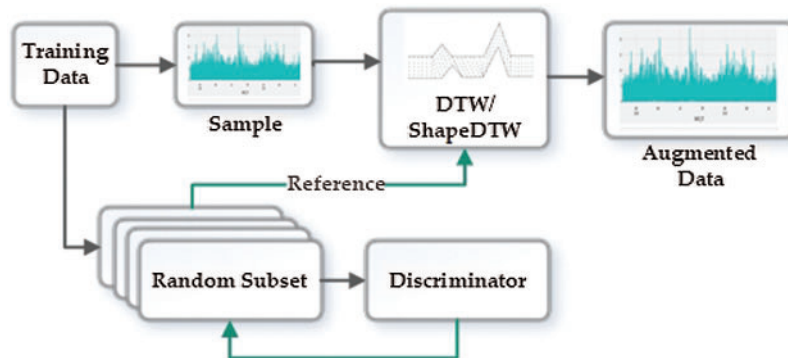 Training
Data
Sample
DTW/
ShapeDTW
Augmented
Data
Reference
Random Subset
Discriminator